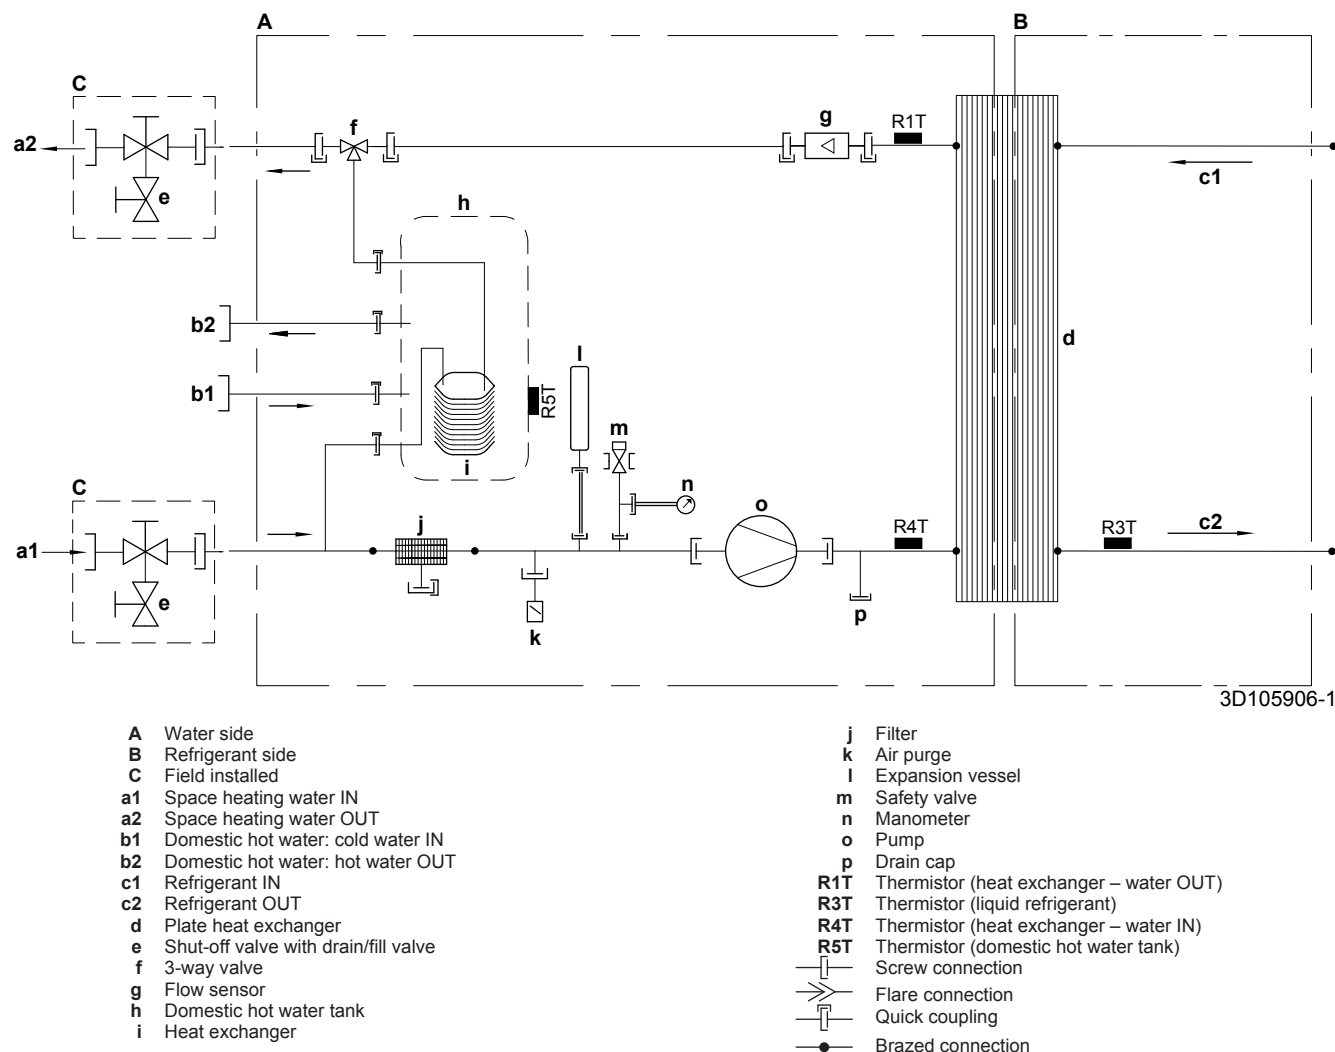 A
B
C
a2
f
g
R1T
c1
e
h
b2
d
l
b1
R5T
m
i
n
C
j
o
R4T
R3T
c2
a1
e
k
p
3D105906-1
A Water side
B Refrigerant side
C Field installed
a1 Space heating water IN
a2 Space heating water OUT
b1 Domestic hot water: cold water IN
b2 Domestic hot water: hot water OUT
c1 Refrigerant IN
c2 Refrigerant OUT
d Plate heat exchanger
e Shut-off valve with drain/fill valve
f 3-way valve
g Flow sensor
h Domestic hot water tank
i Heat exchanger
j Filter
k Air purge
l Expansion vessel
m Safety valve
n Manometer
o Pump
p Drain cap
R1T Thermistor (heat exchanger – water OUT)
R3T Thermistor (liquid refrigerant)
R4T Thermistor (heat exchanger – water IN)
R5T Thermistor (domestic hot water tank)
Screw connection
Flare connection
Quick coupling
Brazed connection